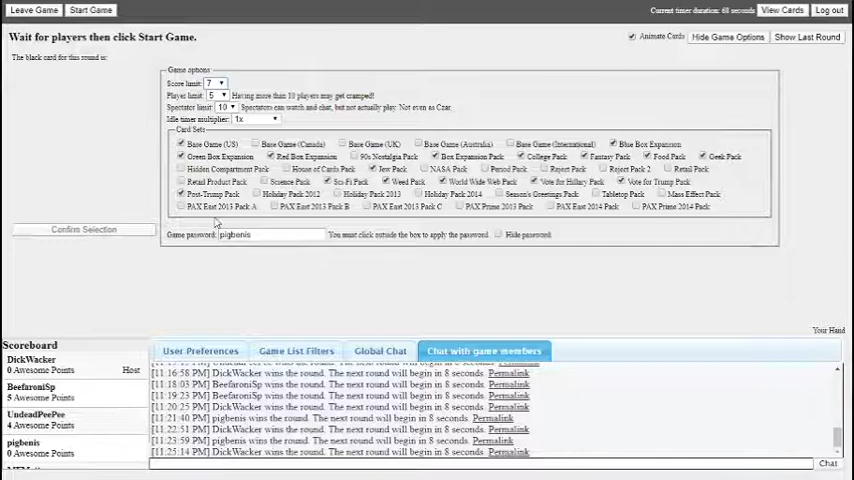 Leave Game Start Game Current timer duration: 68 seconds View Cards Log out
Wait for players then click Start Game. Animate Cards Hide Game Options Show Last Round
The black card for this round is:
Game options:
Score limit: 7
Player limit: 5 Having more than 10 players may get cramped!
Spectator limit: 10 Spectators can watch and chat, but not actually play. Not even as Czar.
Idle timer multiplier: 1x
Card Sets
Base Game (US) Base Game (Canada) Base Game (UK) Base Game (Australia) Base Game (International) Blue Box Expansion
Green Box Expansion Red Box Expansion 90s Nostalgia Pack Box Expansion Pack College Pack Fantasy Pack Food Pack Geek Pack
Hidden Compartment Pack House of Cards Pack Jew Pack NASA Pack Period Pack Reject Pack Reject Pack 2 Retail Pack
Retail Product Pack Science Pack Sci-Fi Pack Weed Pack World Wide Web Pack Vote for Hillary Pack Vote for Trump Pack
Post-Trump Pack Holiday Pack 2012 Holiday Pack 2013 Holiday Pack 2014 Season's Greetings Pack Tabletop Pack Mass Effect Pack
PAX East 2013 Pack A PAX East 2013 Pack B PAX East 2013 Pack C PAX Prime 2013 Pack PAX East 2014 Pack PAX Prime 2014 Pack
Confirm Selection
Game password: pigbenis You must click outside the box to apply the password. Hide password.
Your Hand
Scoreboard
DickWacker
0 Awesome Points Host
BeefaroniSp
5 Awesome Points
UndeadPeePee
4 Awesome Points
pigbenis
0 Awesome Points
User Preferences Game List Filters Global Chat Chat with game members
[11:16:58 PM] DickWacker wins the round. The next round will begin in 8 seconds. Permalink
[11:18:03 PM] BeefaroniSp wins the round. The next round will begin in 8 seconds. Permalink
[11:19:23 PM] BeefaroniSp wins the round. The next round will begin in 8 seconds. Permalink
[11:20:25 PM] DickWacker wins the round. The next round will begin in 8 seconds. Permalink
[11:21:40 PM] pigbenis wins the round. The next round will begin in 8 seconds. Permalink
[11:22:51 PM] DickWacker wins the round. The next round will begin in 8 seconds. Permalink
[11:23:59 PM] pigbenis wins the round. The next round will begin in 8 seconds. Permalink
[11:25:14 PM] DickWacker wins the round. The next round will begin in 8 seconds. Permalink
Chat